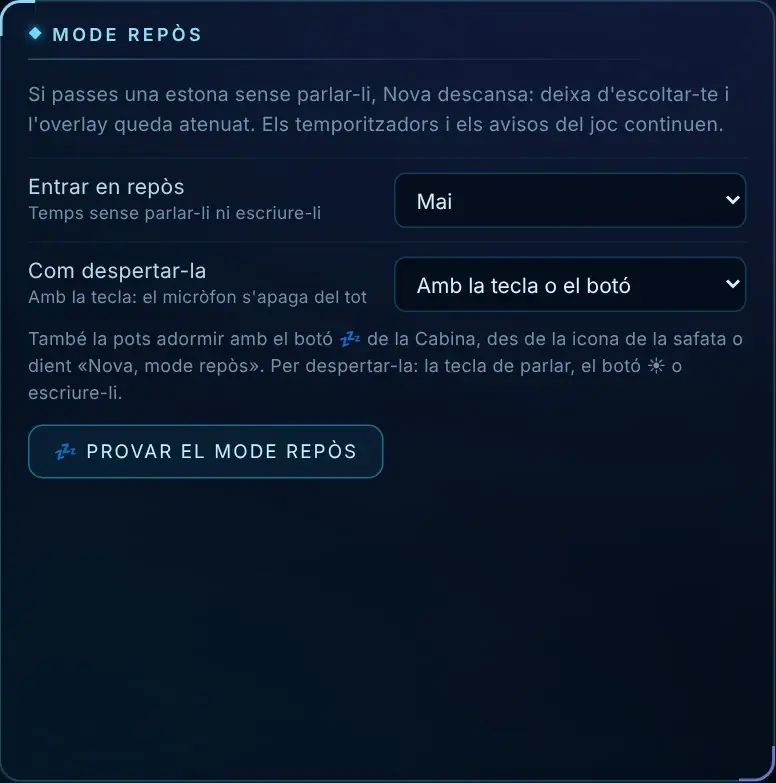 MODE REPÒS
Si passes una estona sense parlar-li, Nova descansa: deixa d'escoltar-te i
l'overlay queda atenuat. Els temporitzadors i els avisos del joc continuen.
Entrar en repòs
Temps sense parlar-li ni escriure-li
Mai
Com despertar-la
Amb la tecla: el micròfon s'apaga del tot
Amb la tecla o el botó
També la pots adormir amb el botó 💤 de la Cabina, des de la icona de la safata o
dient «Nova, mode repòs». Per despertar-la: la tecla de parlar, el botó ☀ o
escriure-li.
💤 PROVAR EL MODE REPÒS